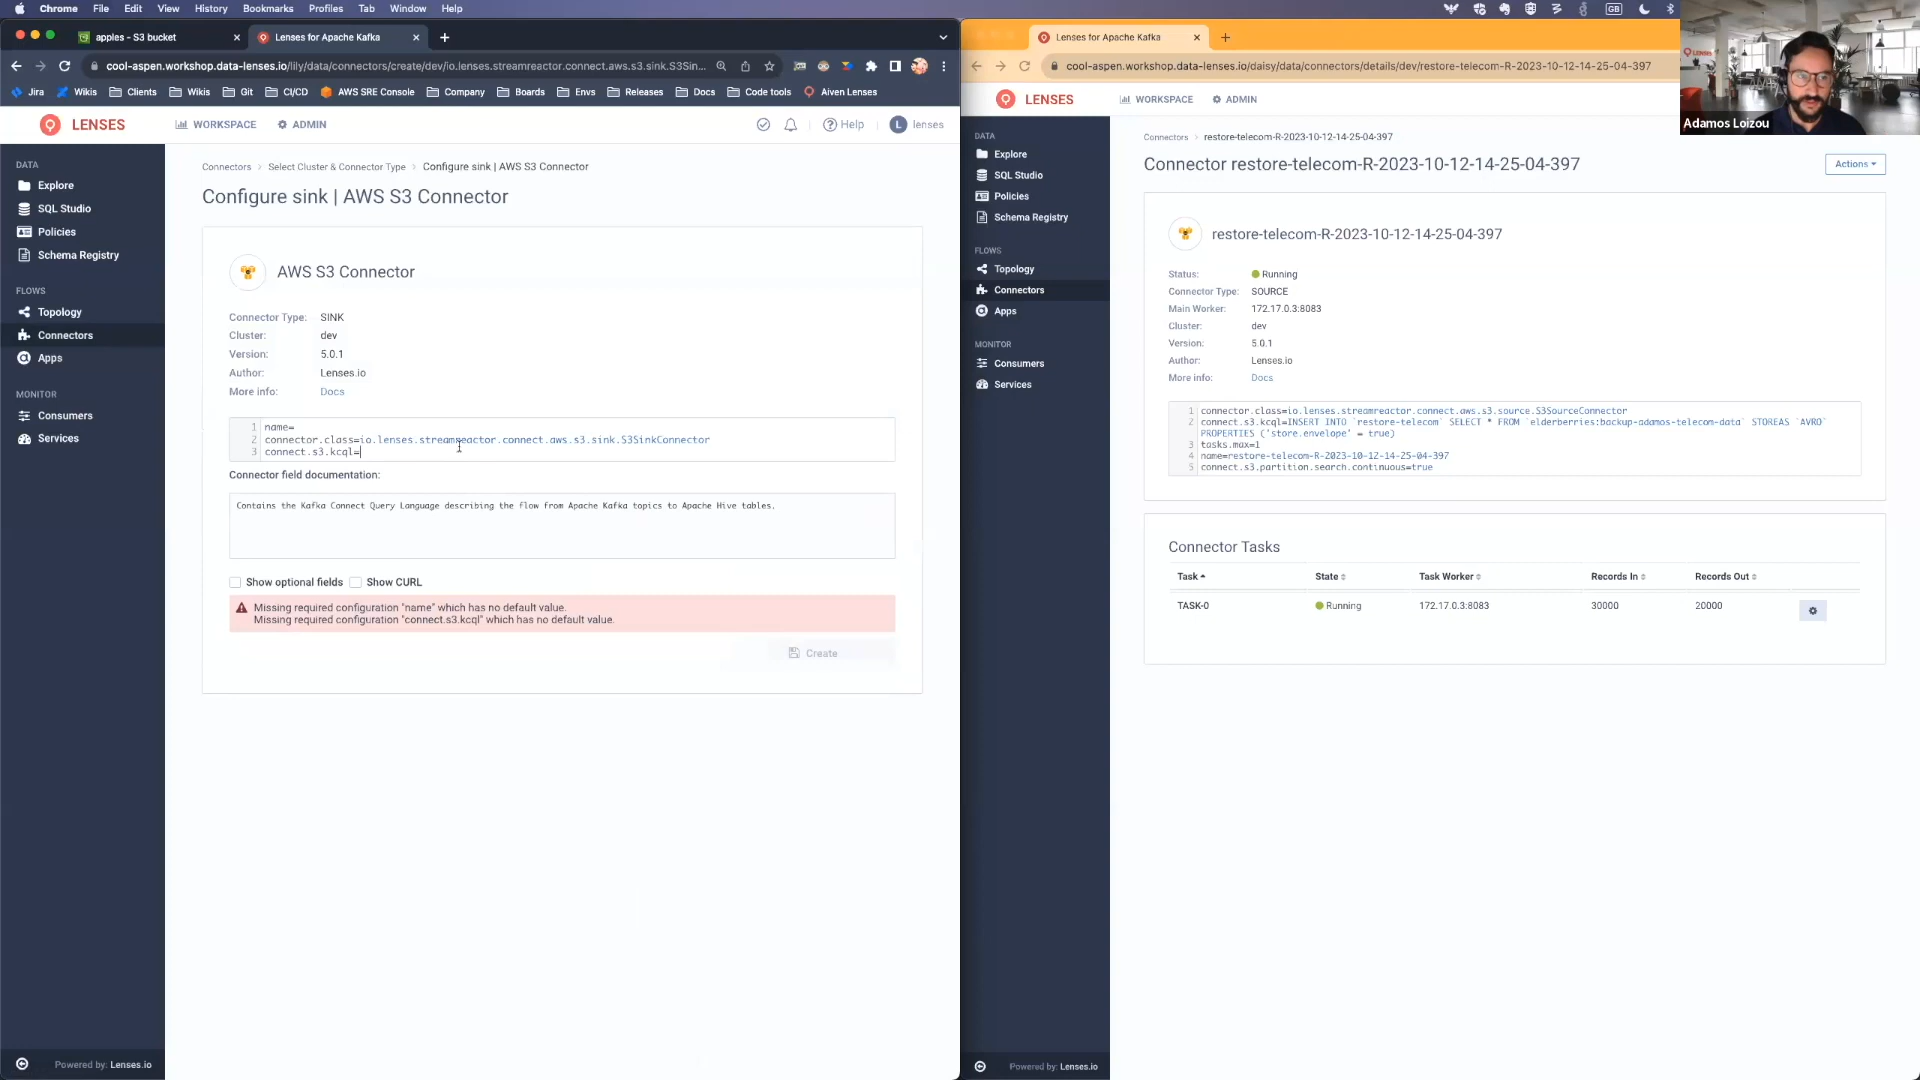 Chrome File Edit View History Bookmarks Profiles Tab Window Help
GB
apples - S3 bucket
Lenses for Apache Kafka
cool-aspen.workshop.data-lenses.io/lily/data/connectors/create/dev/io.lenses.streamreactor.connect.aws.s3.sink.S3Sin...
Jira Wikis Clients Wikis Git CI/CD AWS SRE Console Company Boards Envs Releases Docs Code tools Aiven Lenses
LENSES WORKSPACE ADMIN Help L lenses
DATA
Explore
SQL Studio
Policies
Schema Registry
FLOWS
Topology
Connectors
Apps
MONITOR
Consumers
Services
Powered by: Lenses.io
Connectors > Select Cluster & Connector Type > Configure sink | AWS S3 Connector
Configure sink | AWS S3 Connector
AWS S3 Connector
Connector Type: SINK
Cluster: dev
Version: 5.0.1
Author: Lenses.io
More info: Docs
1 name=
2 connector.class=io.lenses.streamreactor.connect.aws.s3.sink.S3SinkConnector
3 connect.s3.kcql=
Connector field documentation:
Contains the Kafka Connect Query Language describing the flow from Apache Kafka topics to Apache Hive tables.
Show optional fields Show CURL
Missing required configuration "name" which has no default value.
Missing required configuration "connect.s3.kcql" which has no default value.
Create
Lenses for Apache Kafka
cool-aspen.workshop.data-lenses.io/daisy/data/connectors/details/dev/restore-telecom-R-2023-10-12-14-25-04-397
LENSES WORKSPACE ADMIN
DATA
Explore
SQL Studio
Policies
Schema Registry
FLOWS
Topology
Connectors
Apps
MONITOR
Consumers
Services
Powered by: Lenses.io
Connectors > restore-telecom-R-2023-10-12-14-25-04-397
Connector restore-telecom-R-2023-10-12-14-25-04-397
Actions
restore-telecom-R-2023-10-12-14-25-04-397
Status: Running
Connector Type: SOURCE
Main Worker: 172.17.0.3:8083
Cluster: dev
Version: 5.0.1
Author: Lenses.io
More info: Docs
1 connector.class=io.lenses.streamreactor.connect.aws.s3.source.S3SourceConnector
2 connect.s3.kcql=INSERT INTO `restore-telecom` SELECT * FROM `elderberries:backup-adamos-telecom-data` STOREAS `AVRO`
PROPERTIES ('store.envelope' = true)
3 tasks.max=1
4 name=restore-telecom-R-2023-10-12-14-25-04-397
5 connect.s3.partition.search.continuous=true
Connector Tasks
Task State Task Worker Records In Records Out
TASK-0 Running 172.17.0.3:8083 30000 20000
LENSES
Adamos Loizou